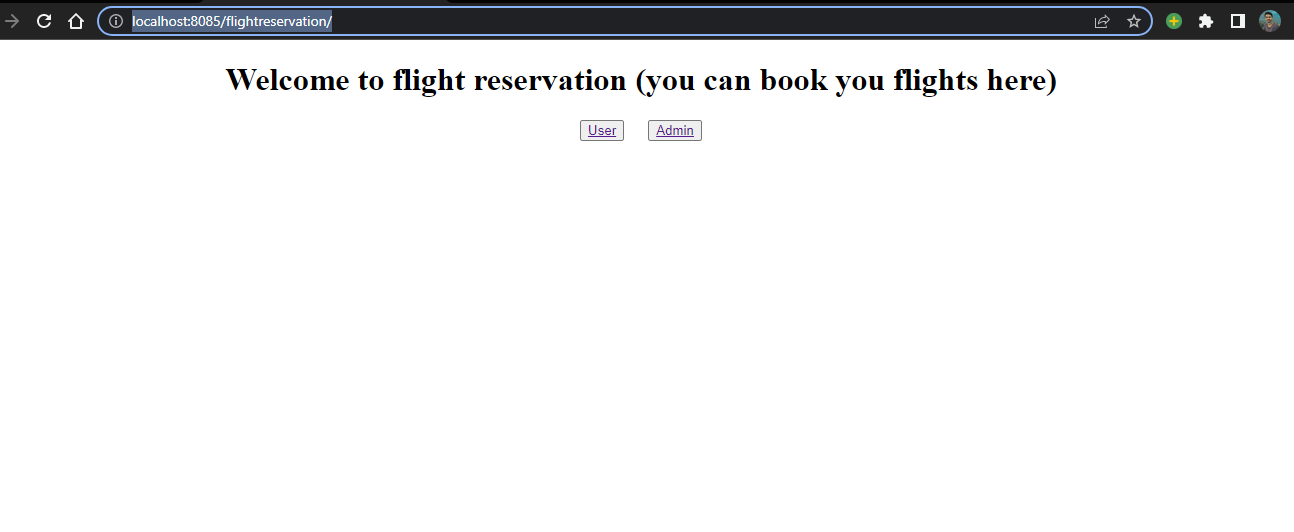 localhost:8085/flightreservation/
Welcome to flight reservation (you can book you flights here)
User Admin